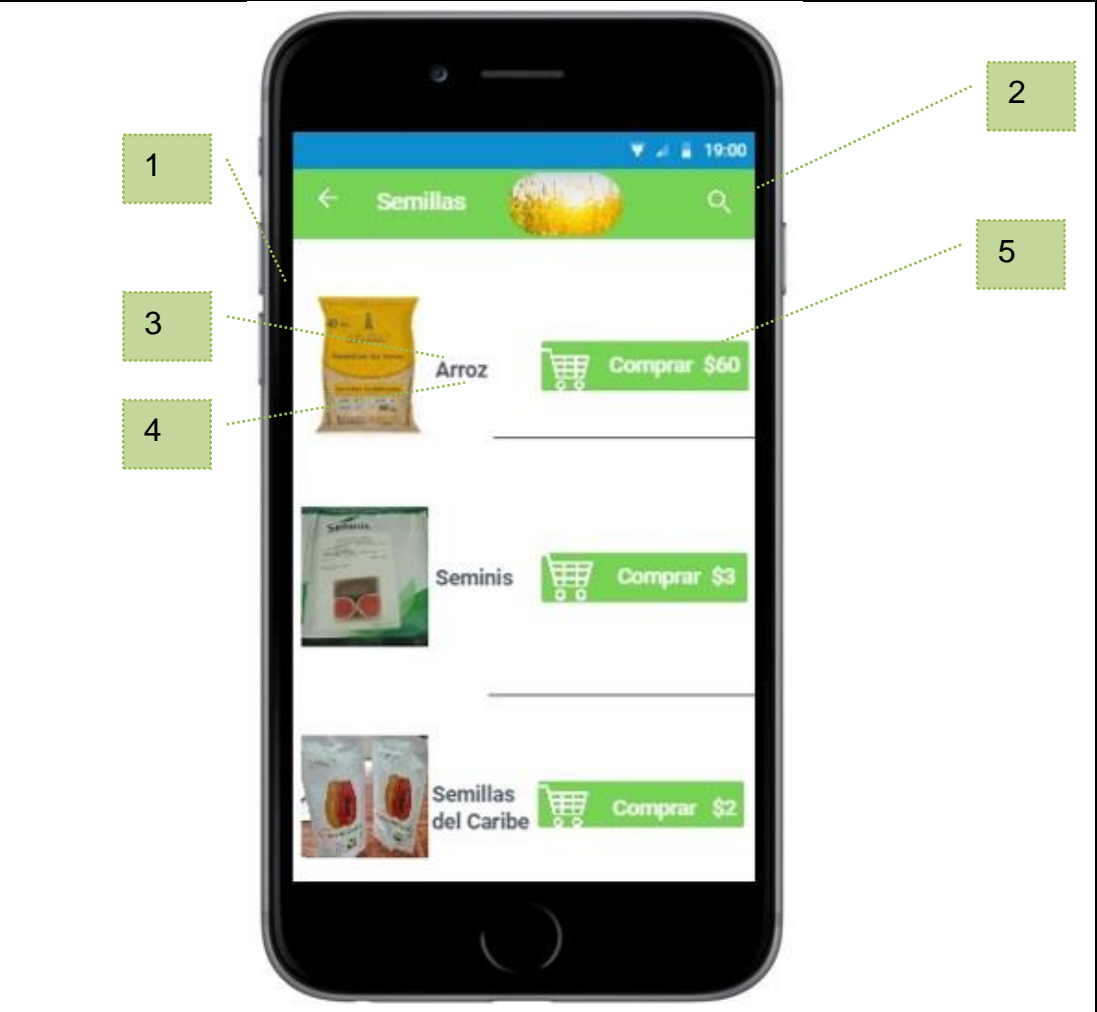 2
1
19:00
Semillas
5
3
Arroz
Comprar $60
4
Seminis
Seminis
Comprar $3
Semillas
del Caribe
Comprar $2